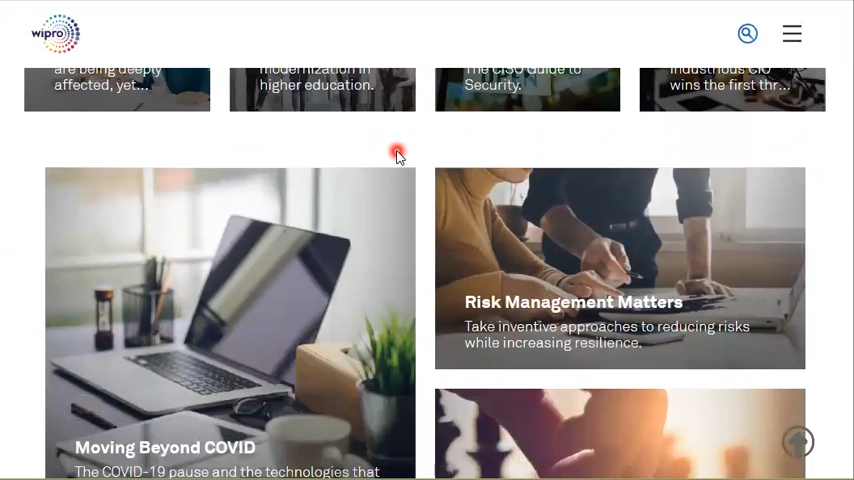 wipro
are being deeply
affected, yet...
modernization in
higher education.
The CISO Guide to
Security.
Industrious CIO
wins the first thr...
Risk Management Matters
Take inventive approaches to reducing risks
while increasing resilience.
Moving Beyond COVID
The COVID-19 pause and the technologies that